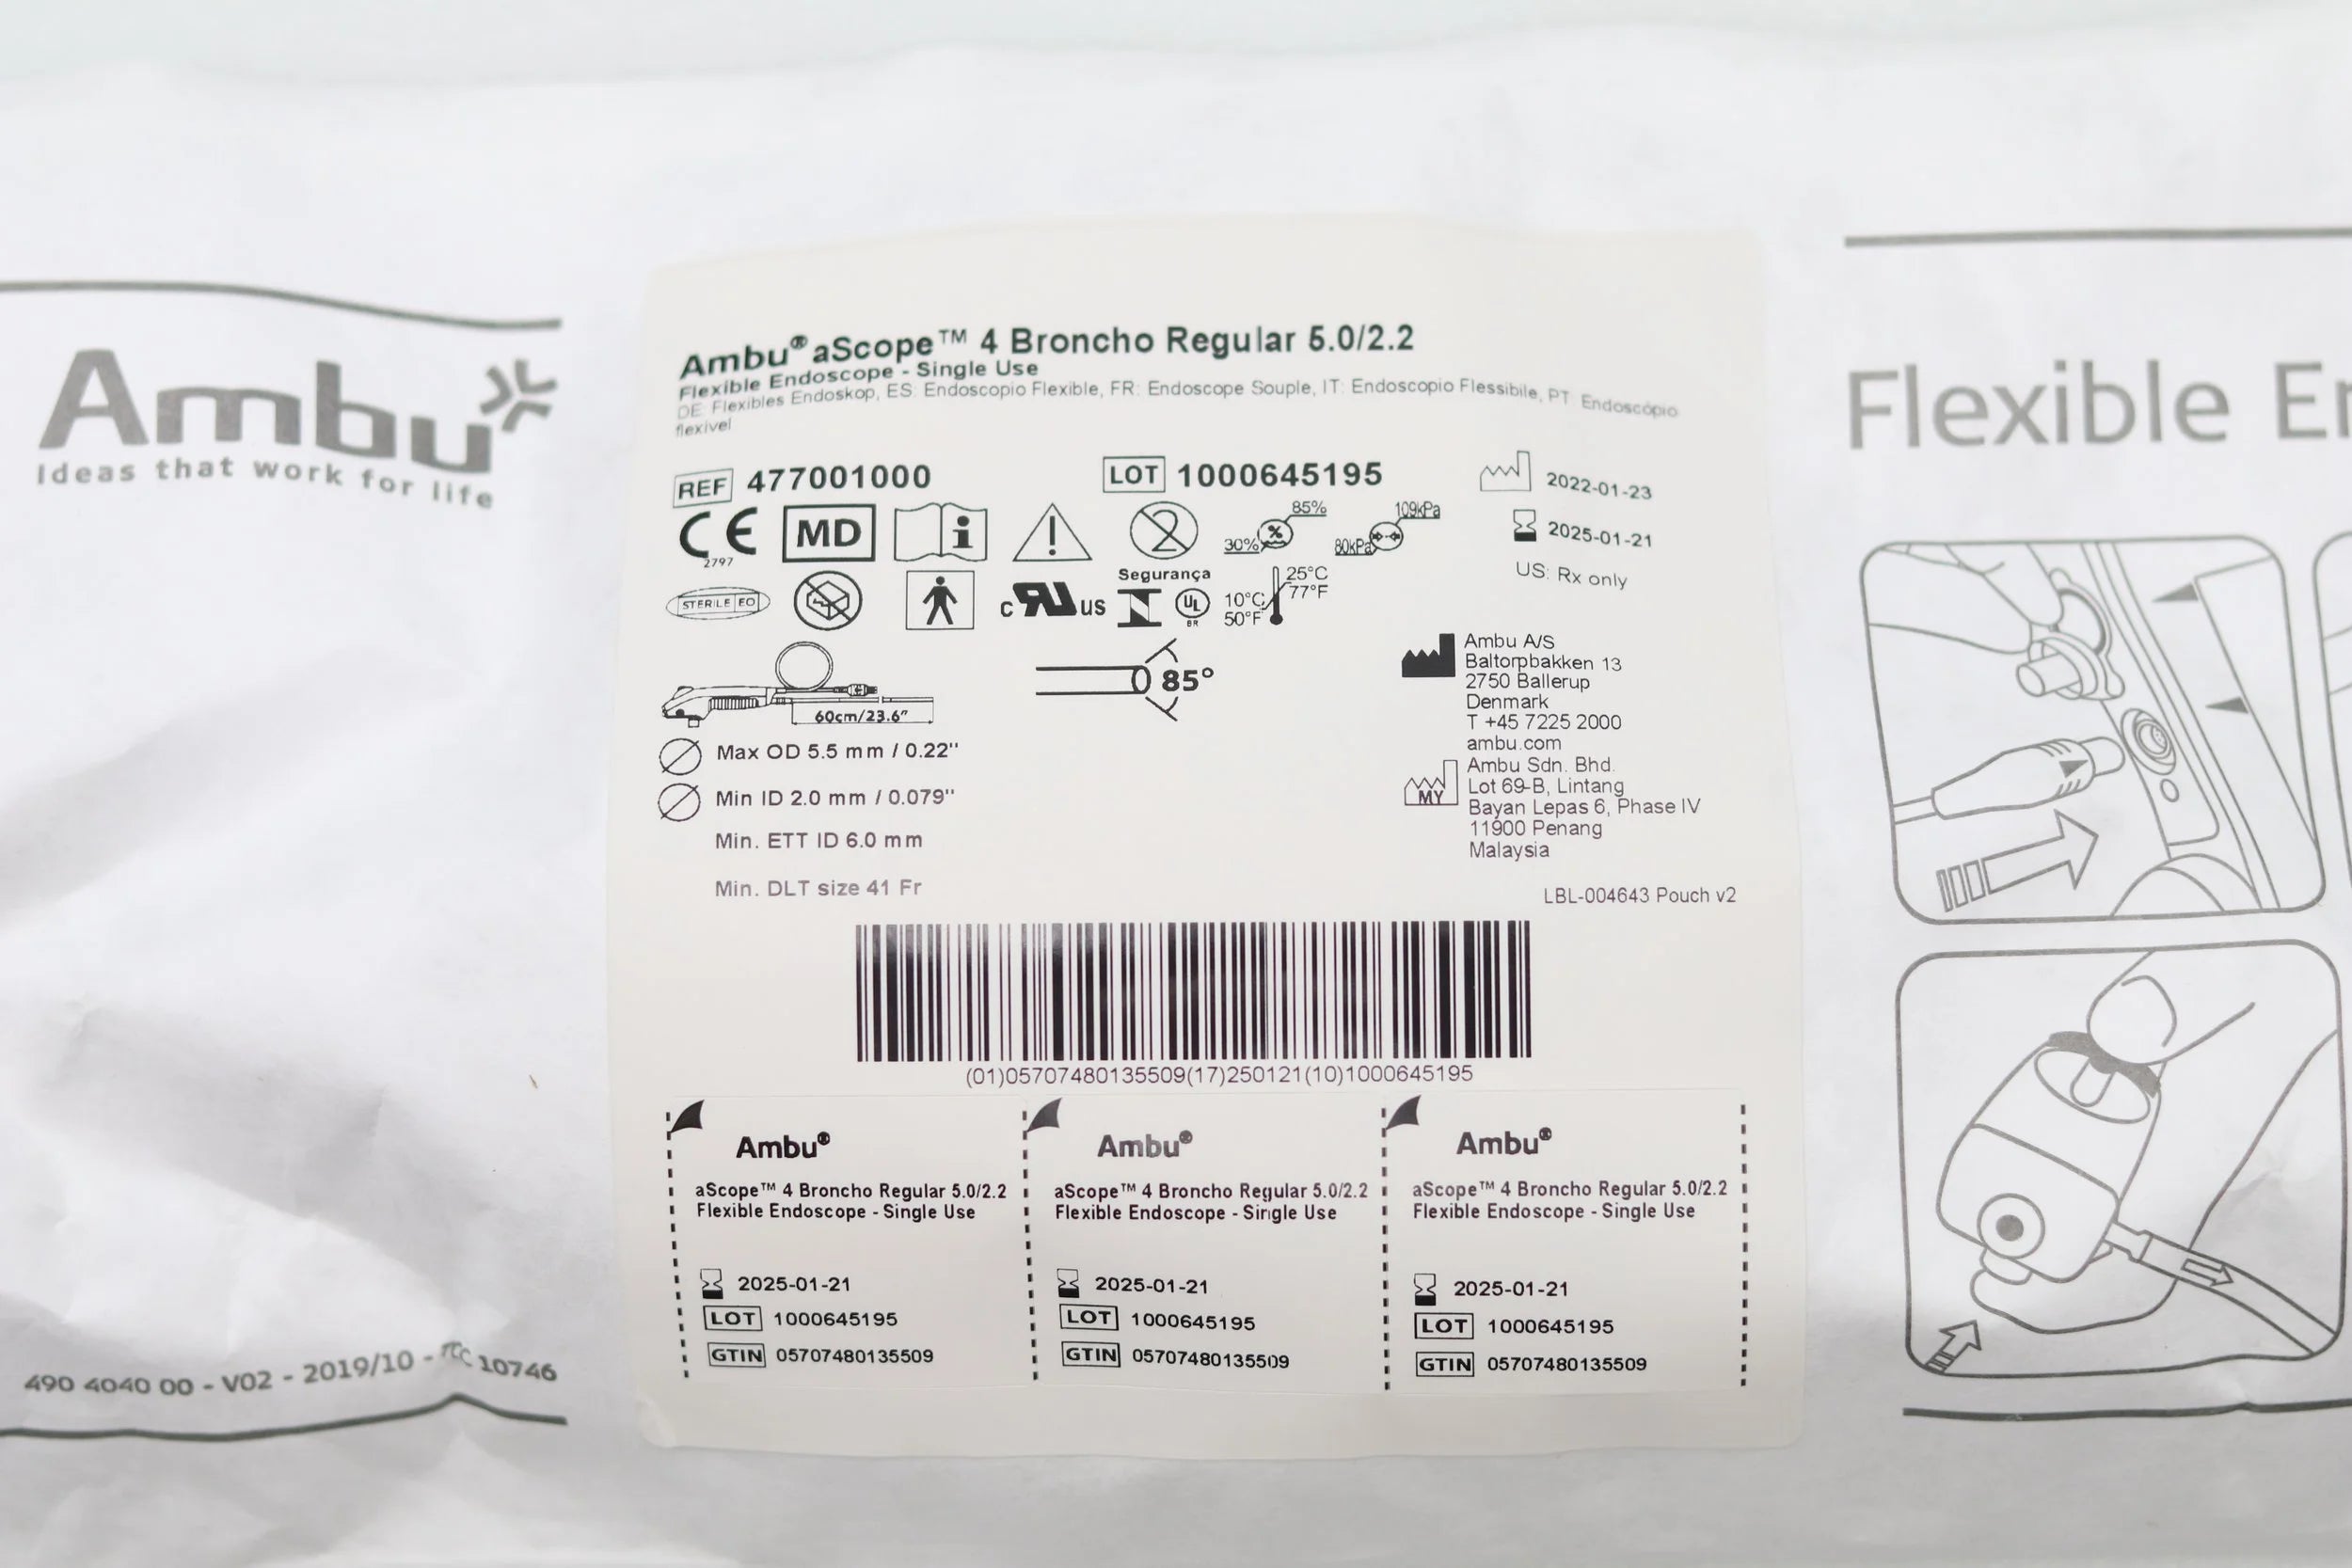 Ambu
Ideas that work for life
490 4040 00 - V02 - 2019/10 - TCC 10746
Ambu® aScope™ 4 Broncho Regular 5.0/2.2
Flexible Endoscope - Single Use
DE: Flexibles Endoskop, ES: Endoscopio Flexible, FR: Endoscope Souple, IT: Endoscopio Flessibile, PT: Endoscópio
flexivel
REF 477001000
LOT 1000645195
2022-01-23
2025-01-21
US: Rx only
CE
2797
MD
i
!
2
30%
%
85%
80kPa
109kPa
STERILE EO
c RU us
Segurança
UL
BR
10°C
50°F
25°C
77°F
60cm/23.6"
85°
Max OD 5.5 mm / 0.22"
Min ID 2.0 mm / 0.079"
Min. ETT ID 6.0 mm
Min. DLT size 41 Fr
Ambu A/S
Baltorpbakken 13
2750 Ballerup
Denmark
T +45 7225 2000
ambu.com
MY
Ambu Sdn. Bhd.
Lot 69-B, Lintang
Bayan Lepas 6, Phase IV
11900 Penang
Malaysia
LBL-004643 Pouch v2
(01)05707480135509(17)250121(10)1000645195
Ambu®
aScope™ 4 Broncho Regular 5.0/2.2
Flexible Endoscope - Single Use
2025-01-21
LOT 1000645195
GTIN 05707480135509
Ambu®
aScope™ 4 Broncho Regular 5.0/2.2
Flexible Endoscope - Single Use
2025-01-21
LOT 1000645195
GTIN 05707480135509
Ambu®
aScope™ 4 Broncho Regular 5.0/2.2
Flexible Endoscope - Single Use
2025-01-21
LOT 1000645195
GTIN 05707480135509
Flexible